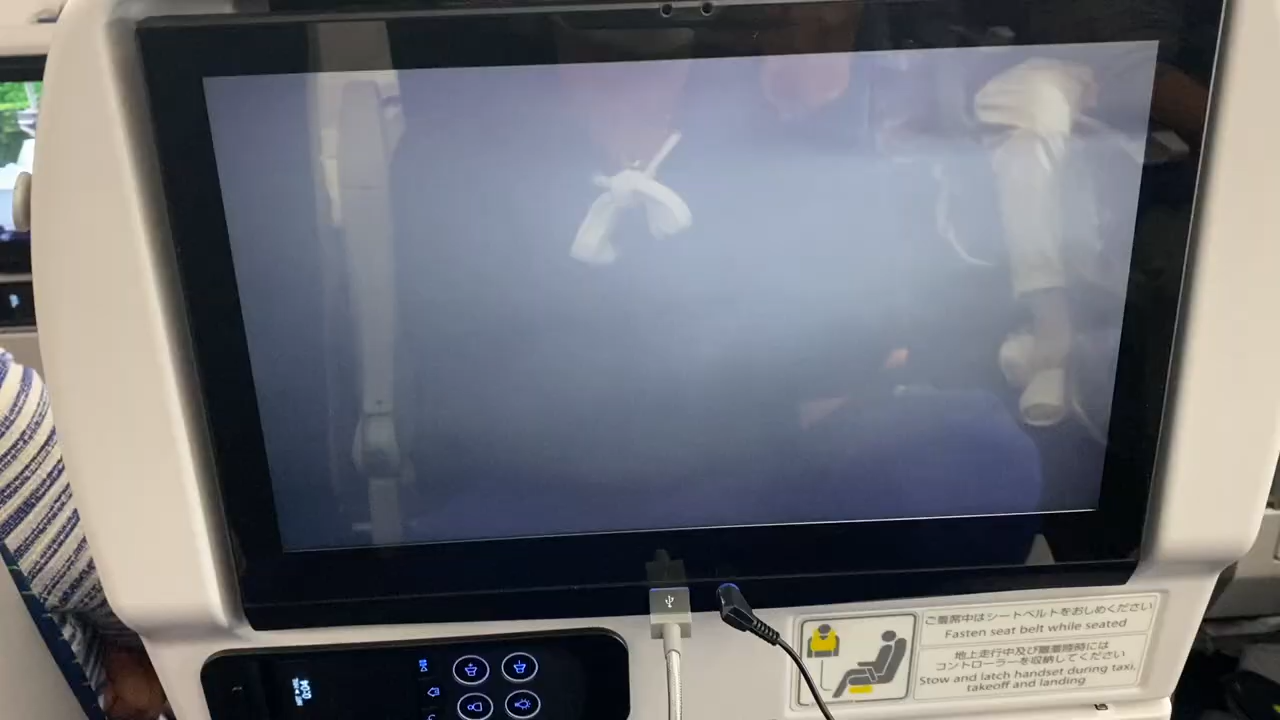 ご着席中はシートベルトをおしめください
Fasten seat belt while seated
地上走行中及び離着陸時には
コントローラーを収納してください
Stow and latch handset during taxi,
takeoff and landing